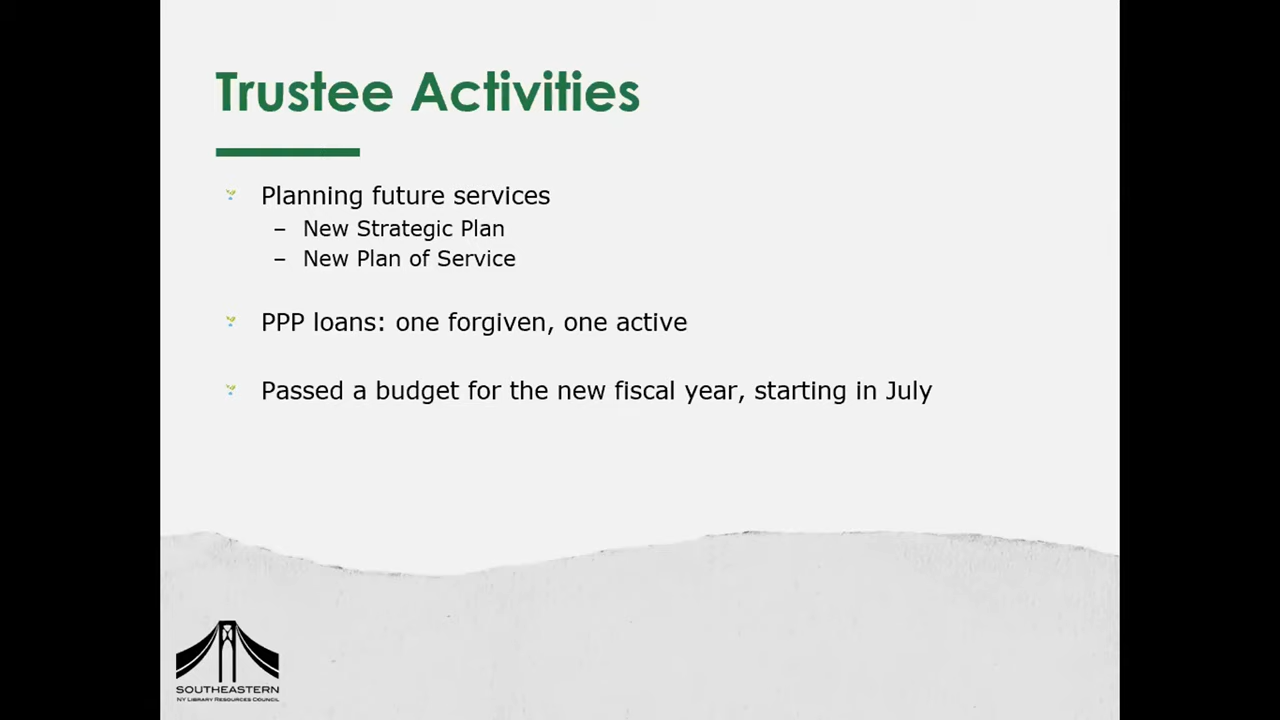 Trustee Activities
Planning future services
– New Strategic Plan
– New Plan of Service
PPP loans: one forgiven, one active
Passed a budget for the new fiscal year, starting in July
SOUTHEASTERN
NY LIBRARY RESOURCES COUNCIL